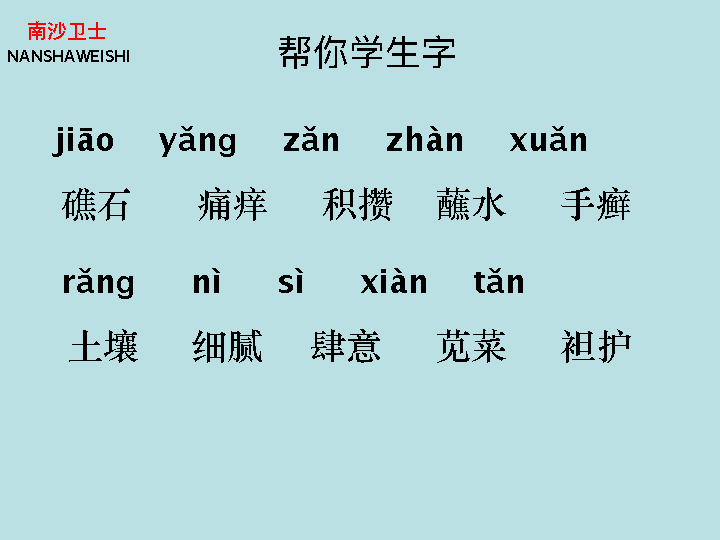 南沙卫士
NANSHAWEISHI
帮你学生字
jiāo yǎng zǎn zhàn xuǎn
礁石 痛痒 积攒 蘸水 手癣
rǎng nì sì xiàn tǎn
土壤 细腻 肆意 苋菜 袒护